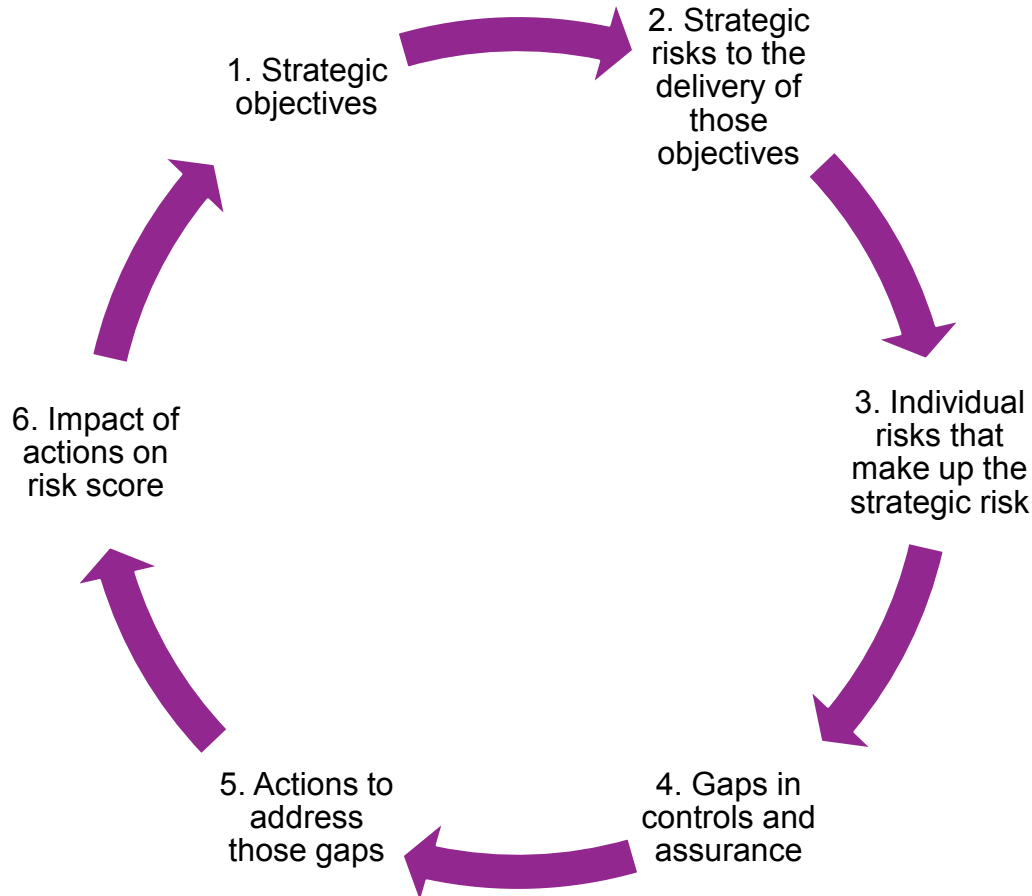 1. Strategic
objectives
2. Strategic
risks to the
delivery of
those
objectives
3. Individual
risks that
make up the
strategic risk
4. Gaps in
controls and
assurance
5. Actions to
address
those gaps
6. Impact of
actions on
risk score